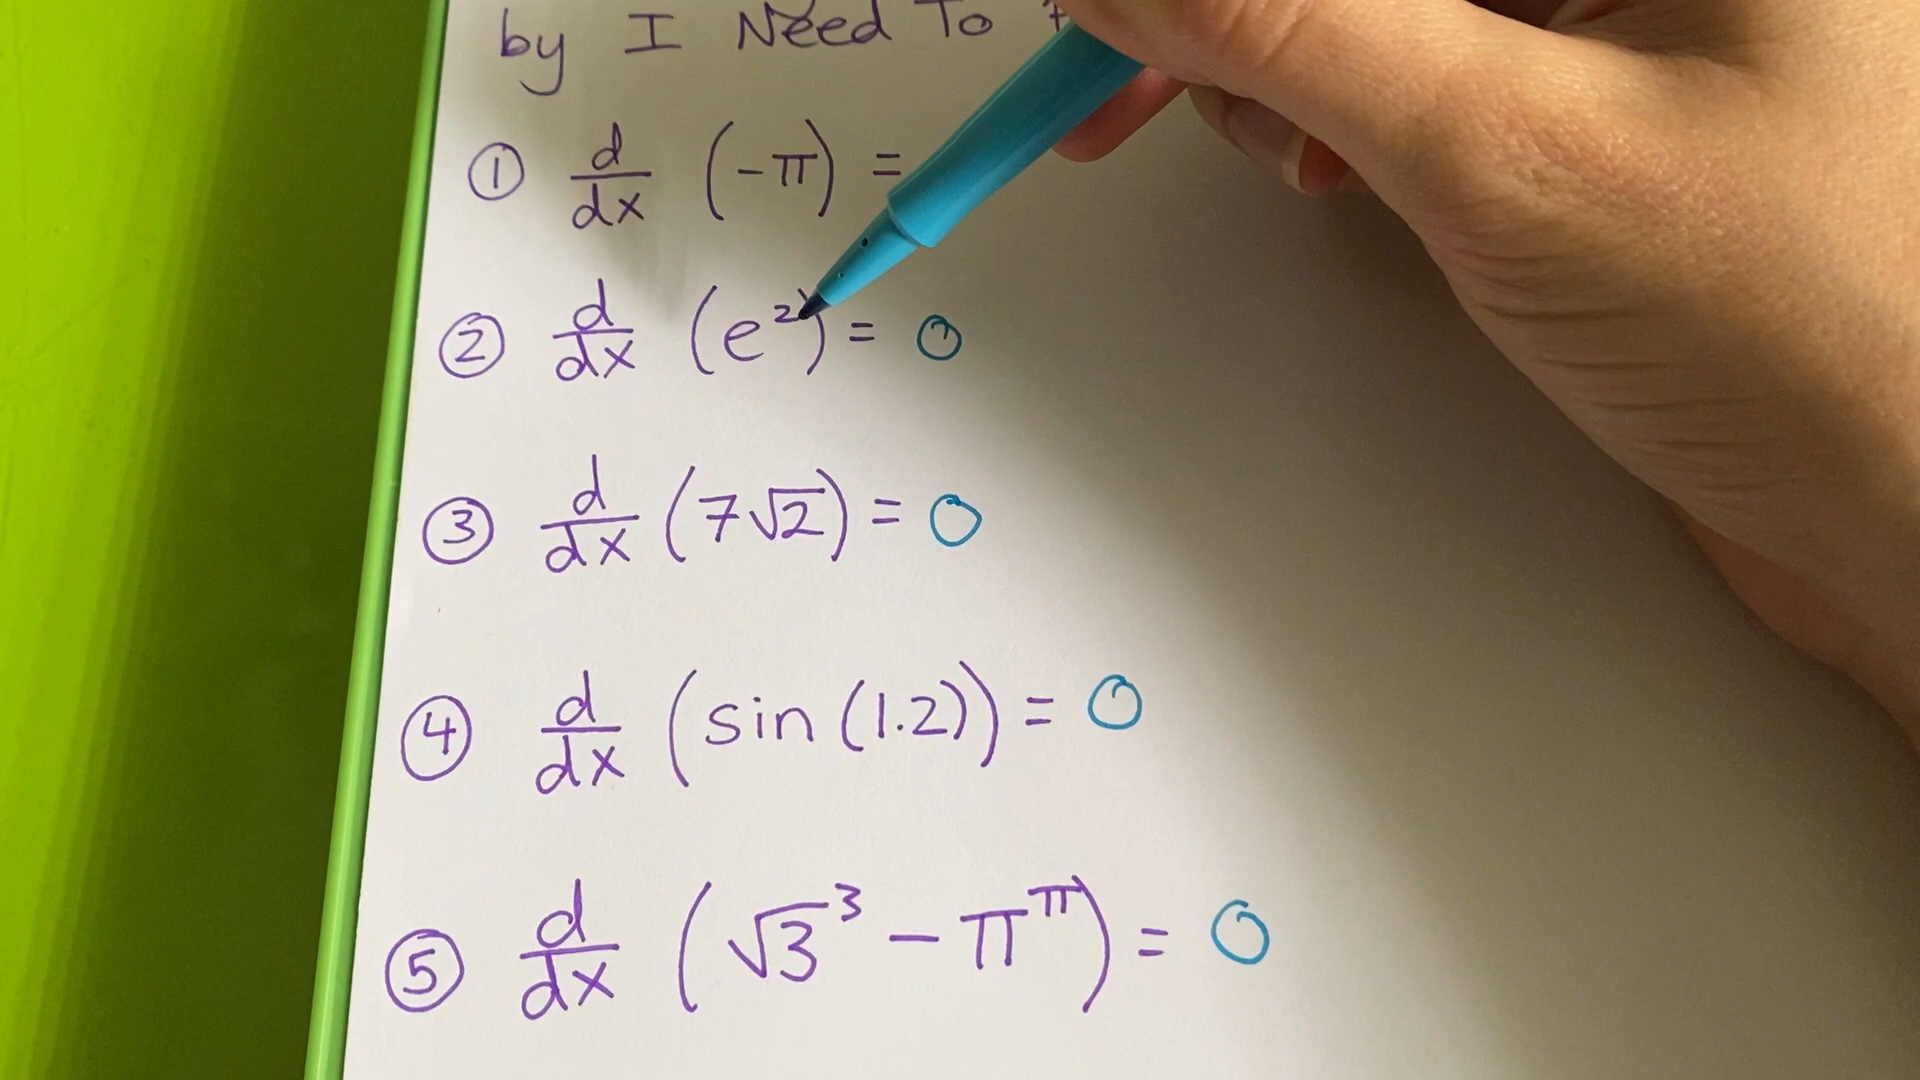 by I Need To
① d/dx (-π) =
② d/dx (e²) = 0
③ d/dx (7√2) = 0
④ d/dx (sin (1.2)) = 0
⑤ d/dx (√3³ - π^π) = 0